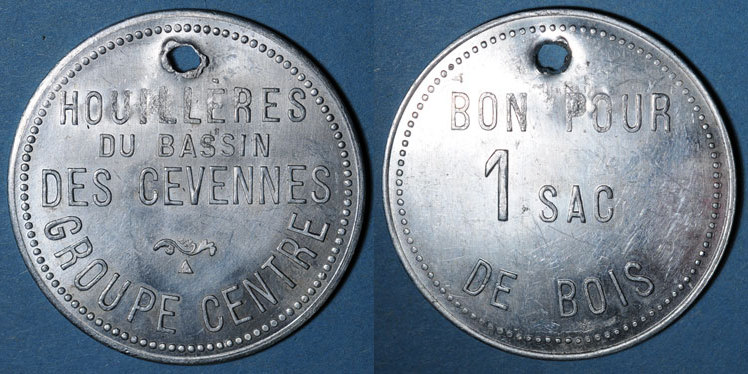 HOUILLÈRES
DU BASSIN
DES CEVENNES
GROUPE CENTRE
BON POUR
1 SAC
DE BOIS